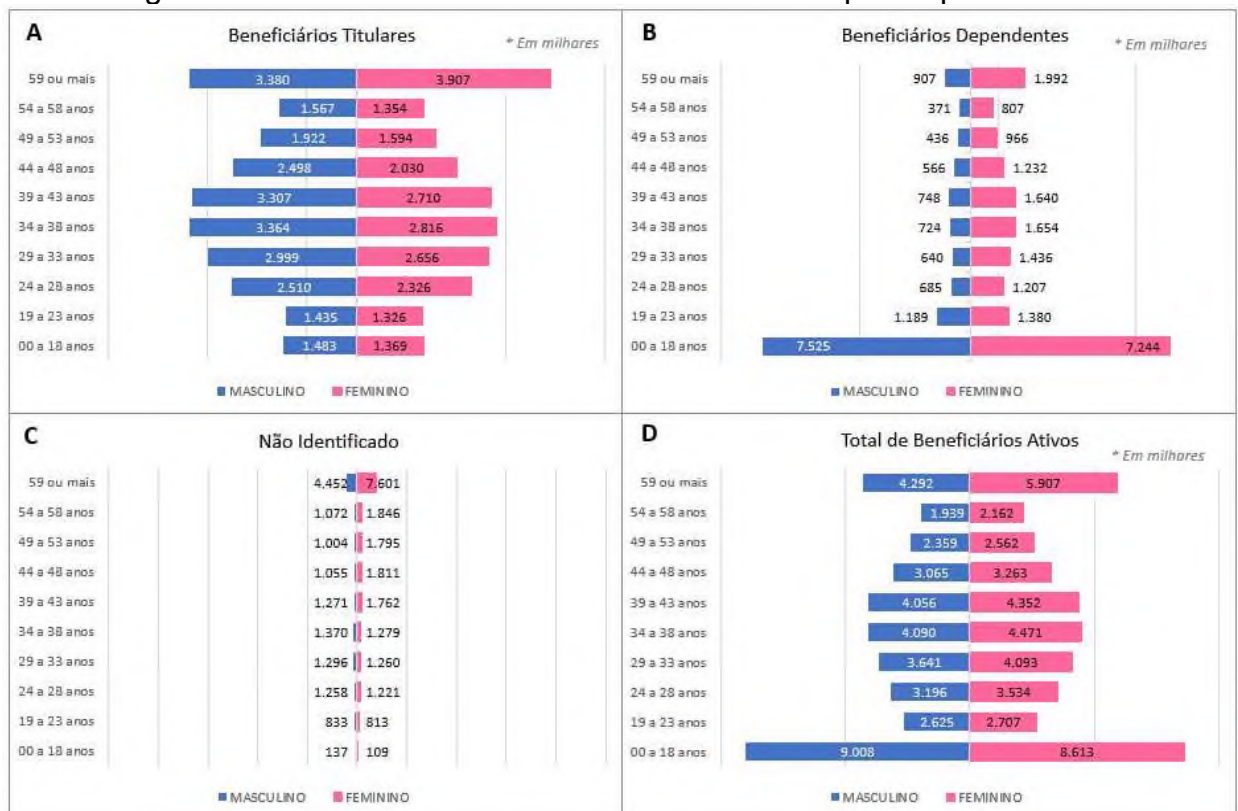 A
Beneficiários Titulares
* Em milhares
59 ou mais 3.380 3.907
54 a 58 anos 1.567 1.354
49 a 53 anos 1.922 1.594
44 a 48 anos 2.498 2.030
39 a 43 anos 3.307 2.710
34 a 38 anos 3.364 2.816
29 a 33 anos 2.999 2.656
24 a 28 anos 2.510 2.326
19 a 23 anos 1.435 1.326
00 a 18 anos 1.483 1.369
MASCULINO FEMININO
B
Beneficiários Dependentes
* Em milhares
59 ou mais 907 1.992
54 a 58 anos 371 807
49 a 53 anos 436 966
44 a 48 anos 566 1.232
39 a 43 anos 748 1.640
34 a 38 anos 724 1.654
29 a 33 anos 640 1.436
24 a 28 anos 685 1.207
19 a 23 anos 1.189 1.380
00 a 18 anos 7.525 7.244
MASCULINO FEMININO
C
Não Identificado
59 ou mais 4.452 7.601
54 a 58 anos 1.072 1.846
49 a 53 anos 1.004 1.795
44 a 48 anos 1.055 1.811
39 a 43 anos 1.271 1.762
34 a 38 anos 1.370 1.279
29 a 33 anos 1.296 1.260
24 a 28 anos 1.258 1.221
19 a 23 anos 833 813
00 a 18 anos 137 109
MASCULINO FEMININO
D
Total de Beneficiários Ativos
* Em milhares
59 ou mais 4.292 5.907
54 a 58 anos 1.939 2.162
49 a 53 anos 2.359 2.562
44 a 48 anos 3.065 3.263
39 a 43 anos 4.056 4.352
34 a 38 anos 4.090 4.471
29 a 33 anos 3.641 4.093
24 a 28 anos 3.196 3.534
19 a 23 anos 2.625 2.707
00 a 18 anos 9.008 8.613
MASCULINO FEMININO